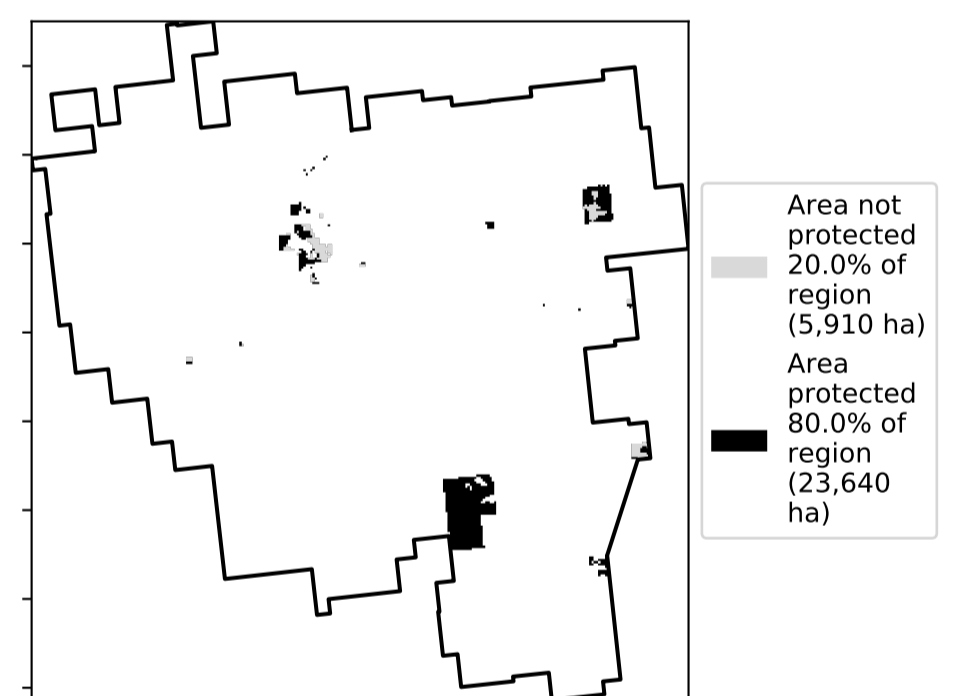 Area not
protected
20.0% of
region
(5,910 ha)
Area
protected
80.0% of
region
(23,640
ha)